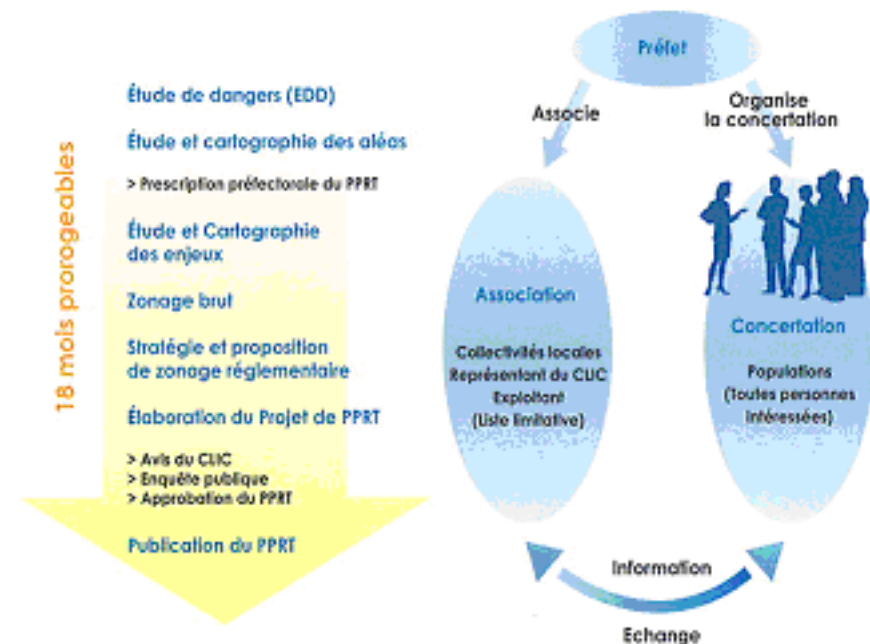 18 mois prorogeables
Étude de dangers (EDD)
Étude et cartographie des aléas
> Prescription préfectorale du PPRT
Étude et Cartographie
des enjeux
Zonage brut
Stratégie et proposition
de zonage réglementaire
Élaboration du Projet de PPRT
> Avis du CLIC
> Enquête publique
> Approbation du PPRT
Publication du PPRT
Préfet
Associe
Organise
la concertation
Association
Collectivités locales
Représentant du CLIC
Exploitant
(Liste limitative)
Concertation
Populations
(Toutes personnes
intéressées)
Information
Echange